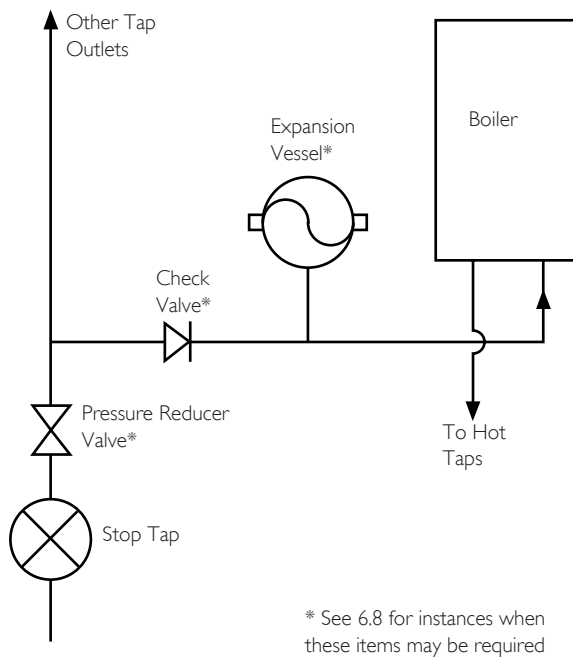 Other Tap
Outlets
Boiler
Expansion
Vessel*
Check
Valve*
Pressure Reducer
Valve*
To Hot
Taps
Stop Tap
* See 6.8 for instances when
these items may be required